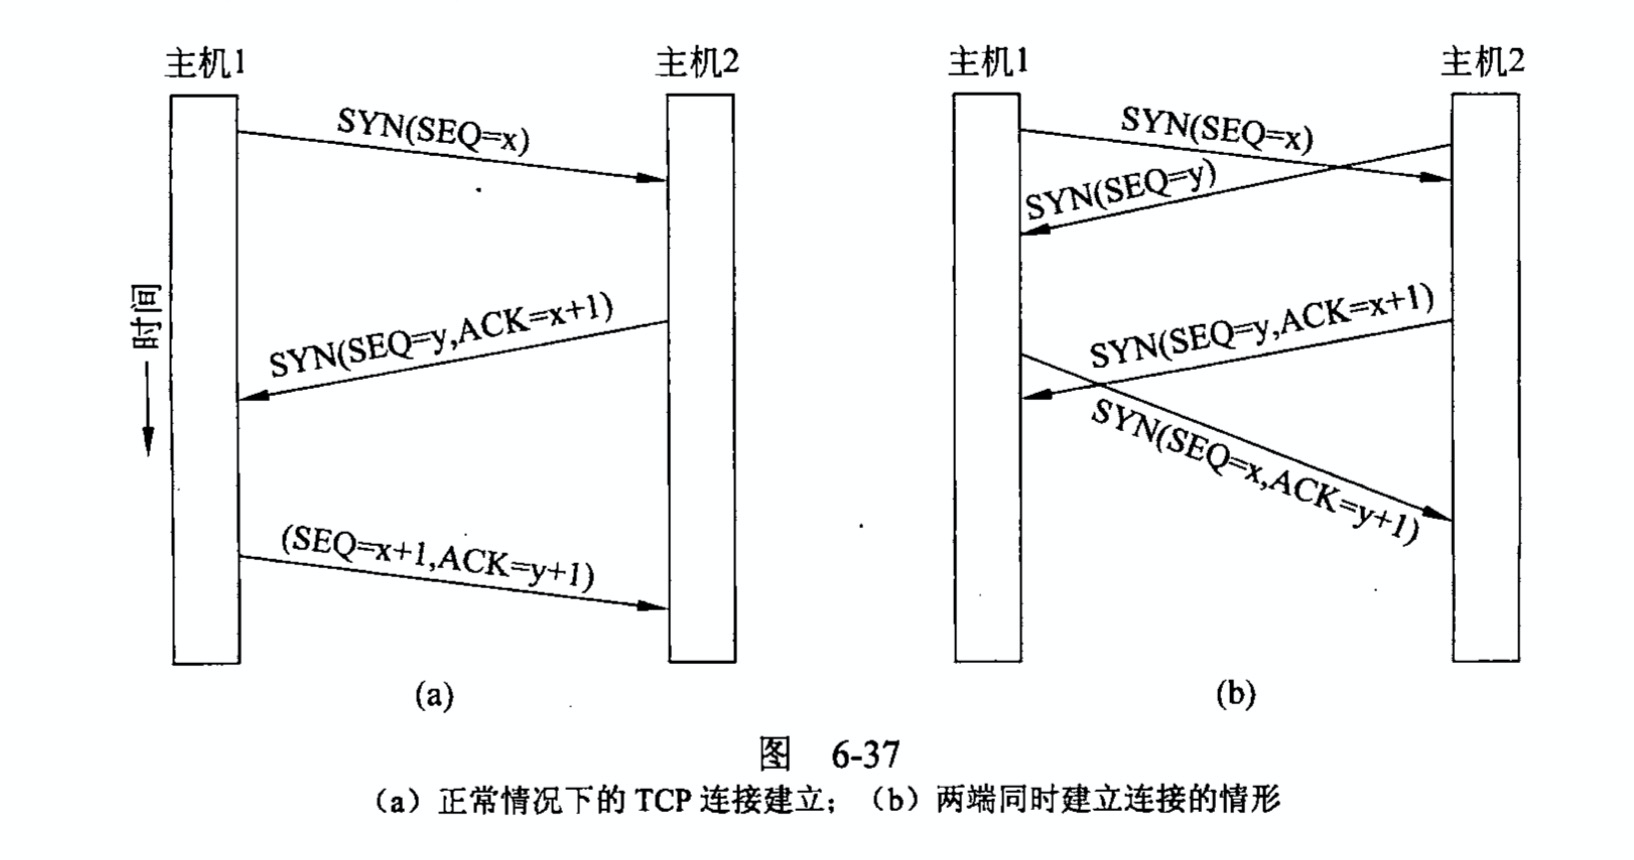 主机1
主机2
SYN(SEQ=x)
时间
SYN(SEQ=y,ACK=x+1)
(SEQ=x+1,ACK=y+1)
(a)
主机1
主机2
SYN(SEQ=x)
SYN(SEQ=y)
SYN(SEQ=y,ACK=x+1)
SYN(SEQ=x,ACK=y+1)
(b)
图 6-37
（a）正常情况下的 TCP 连接建立；（b）两端同时建立连接的情形